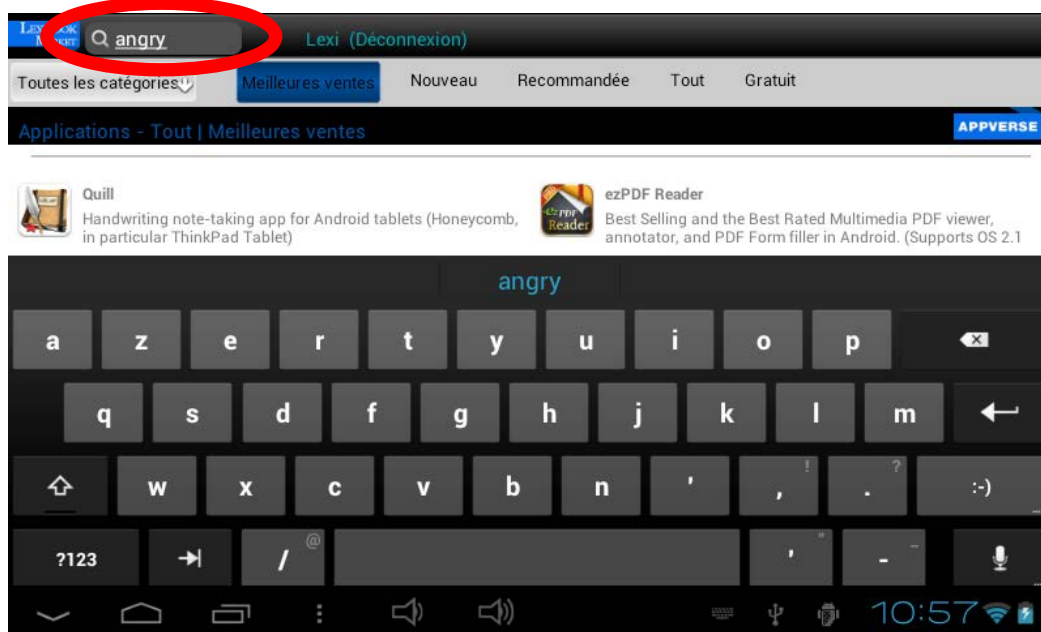 angry
Lexi (Déconnexion)
Toutes les catégories
Meilleures ventes
Nouveau
Recommandée
Tout
Gratuit
Applications - Tout | Meilleures ventes
APPVERSE
Quill
Handwriting note-taking app for Android tablets (Honeycomb,
in particular ThinkPad Tablet)
ezPDF Reader
Best Selling and the Best Rated Multimedia PDF viewer,
annotator, and PDF Form filler in Android. (Supports OS 2.1
ezPDF
Reader
angry
a z e r t y u i o p
q s d f g h j k l m
w x c v b n ' , ! . ? :-)
?123 / @ ' " - _
10:57